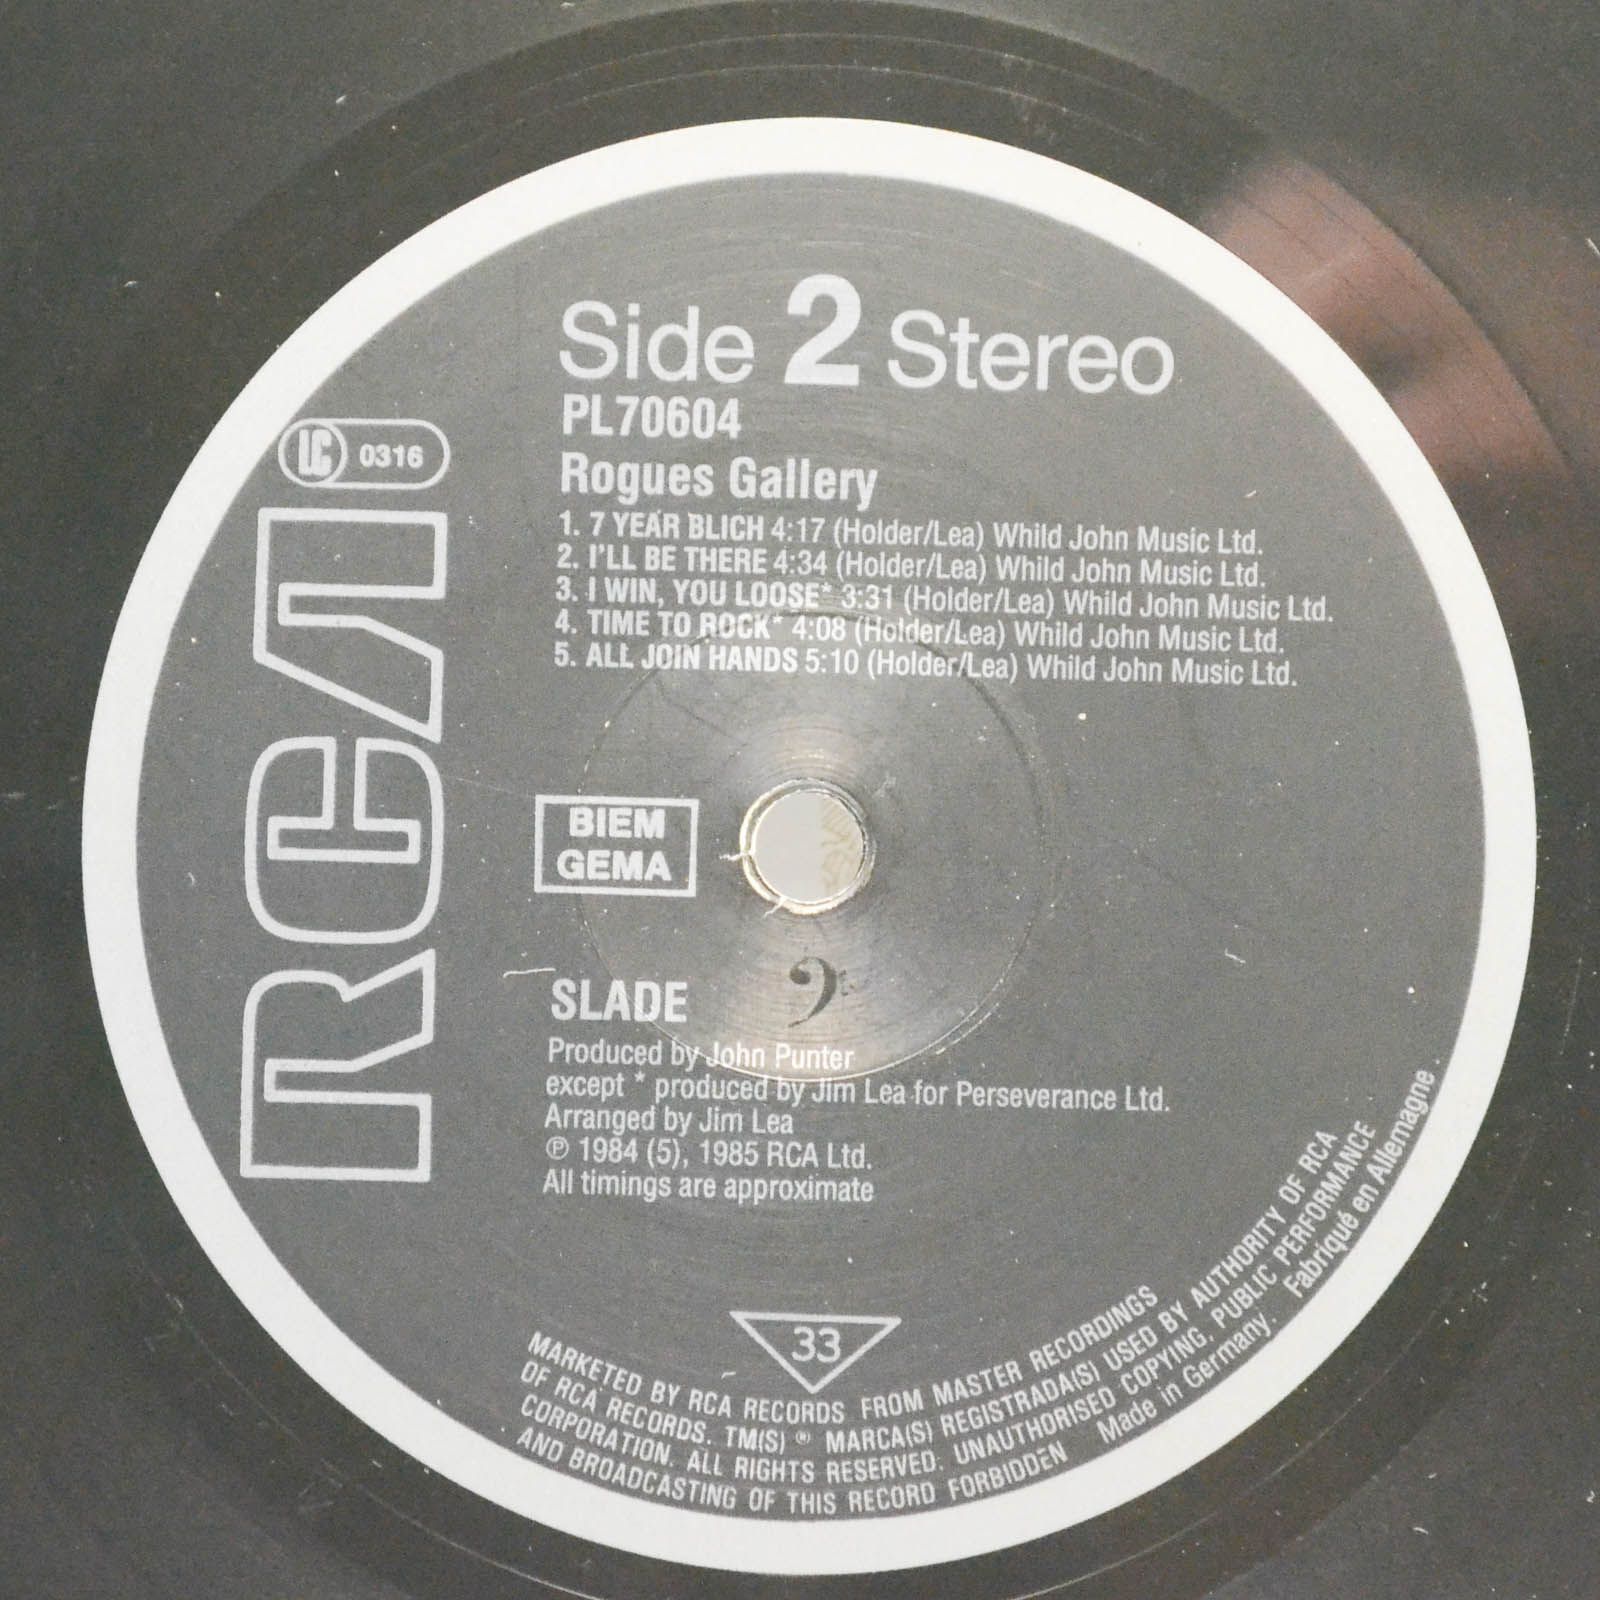 Side 2 Stereo
PL70604
Rogues Gallery
1. 7 YEAR BLICH 4:17 (Holder/Lea) Whild John Music Ltd.
2. I'LL BE THERE 4:34 (Holder/Lea) Whild John Music Ltd.
3. I WIN, YOU LOOSE* 3:31 (Holder/Lea) Whild John Music Ltd.
4. TIME TO ROCK* 4:08 (Holder/Lea) Whild John Music Ltd.
5. ALL JOIN HANDS 5:10 (Holder/Lea) Whild John Music Ltd.
LC 0316
RCA
BIEM
GEMA
SLADE
Produced by John Punter
except * produced by Jim Lea for Perseverance Ltd.
Arranged by Jim Lea
℗ 1984 (5), 1985 RCA Ltd.
All timings are approximate
33
MARKETED BY RCA RECORDS FROM MASTER RECORDINGS
OF RCA RECORDS. TM(S) ® MARCA(S) REGISTRADA(S) USED BY AUTHORITY OF RCA
CORPORATION. ALL RIGHTS RESERVED. UNAUTHORISED COPYING, PUBLIC PERFORMANCE
AND BROADCASTING OF THIS RECORD FORBIDDEN Made in Germany. Fabriqué en Allemagne.